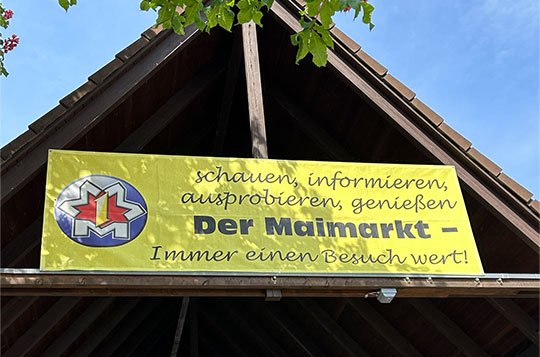 schauen, informieren,
ausprobieren, genießen
Der Maimarkt –
Immer einen Besuch wert!